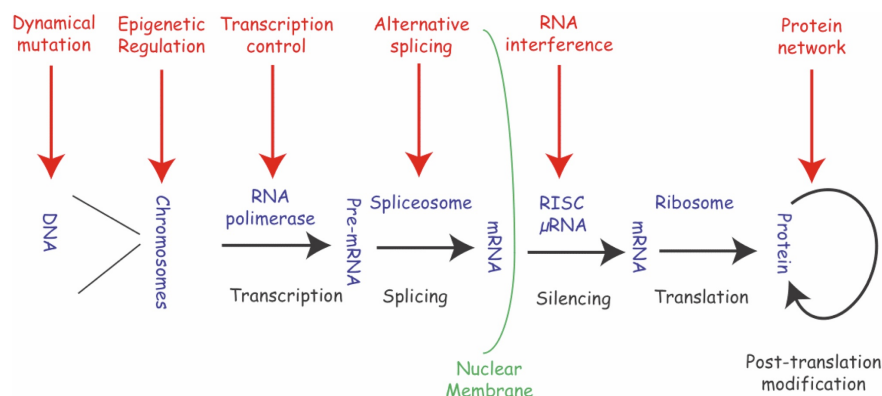 Dynamical
mutation
Epigenetic
Regulation
Transcription
control
Alternative
splicing
RNA
interference
Protein
network
DNA
Chromosomes
RNA
polimerase
Transcription
Pre-mRNA
Spliceosome
Splicing
mRNA
RISC
µRNA
Silencing
mRNA
Ribosome
Translation
Protein
Nuclear
Membrane
Post-translation
modification